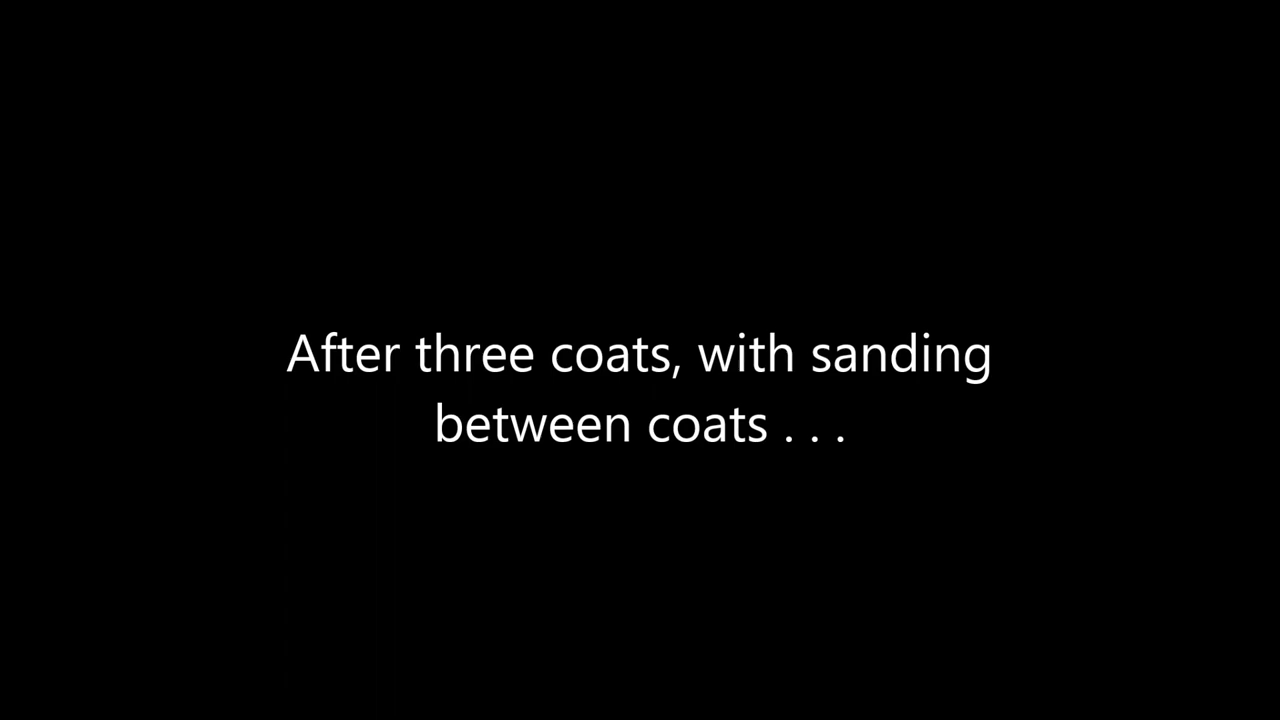 After three coats, with sanding
between coats . . .